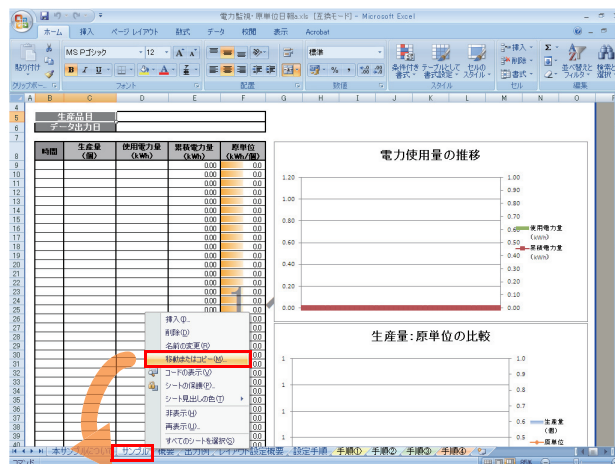 電力監視・原単位日報a.xls [互換モード] - Microsoft Excel
ホーム 挿入 ページ レイアウト 数式 データ 校閲 表示 Acrobat
MS Pゴシック 12
標準
貼り付け
条件付き書式 テーブルとして書式設定 セルのスタイル
挿入
削除
書式
並べ替えとフィルタ 検索と選択
クリップボー... フォント 配置 数値 スタイル セル 編集
A B C D E F G H I J K L M N O
生産品目
データ出力日
時間 生産量(個) 使用電力量(kWh) 累積電力量(kWh) 原単位(kWh/個)
0.00 0.0
電力使用量の推移
1.20
1.00
0.80
0.60
0.40
0.20
0.00
1.00
0.90
0.80
0.70
0.60
0.50
0.40
0.30
0.20
0.10
0.00
使用電力量
(kWh)
累積電力量
(kWh)
生産量:原単位の比較
1
1
1
1
1.0
0.9
0.8
0.7
0.6
0.5
生産量
(個)
原単位
挿入(I)...
削除(D)
名前の変更(R)
移動またはコピー(M)...
コードの表示(V)
シートの保護(P)...
シート見出しの色(T)
非表示(H)
再表示(U)...
すべてのシートを選択(S)
本サンプルについて サンプル 概要 出力例 レイアウト設定概要 設定手順 手順① 手順② 手順③ 手順④
コマンド